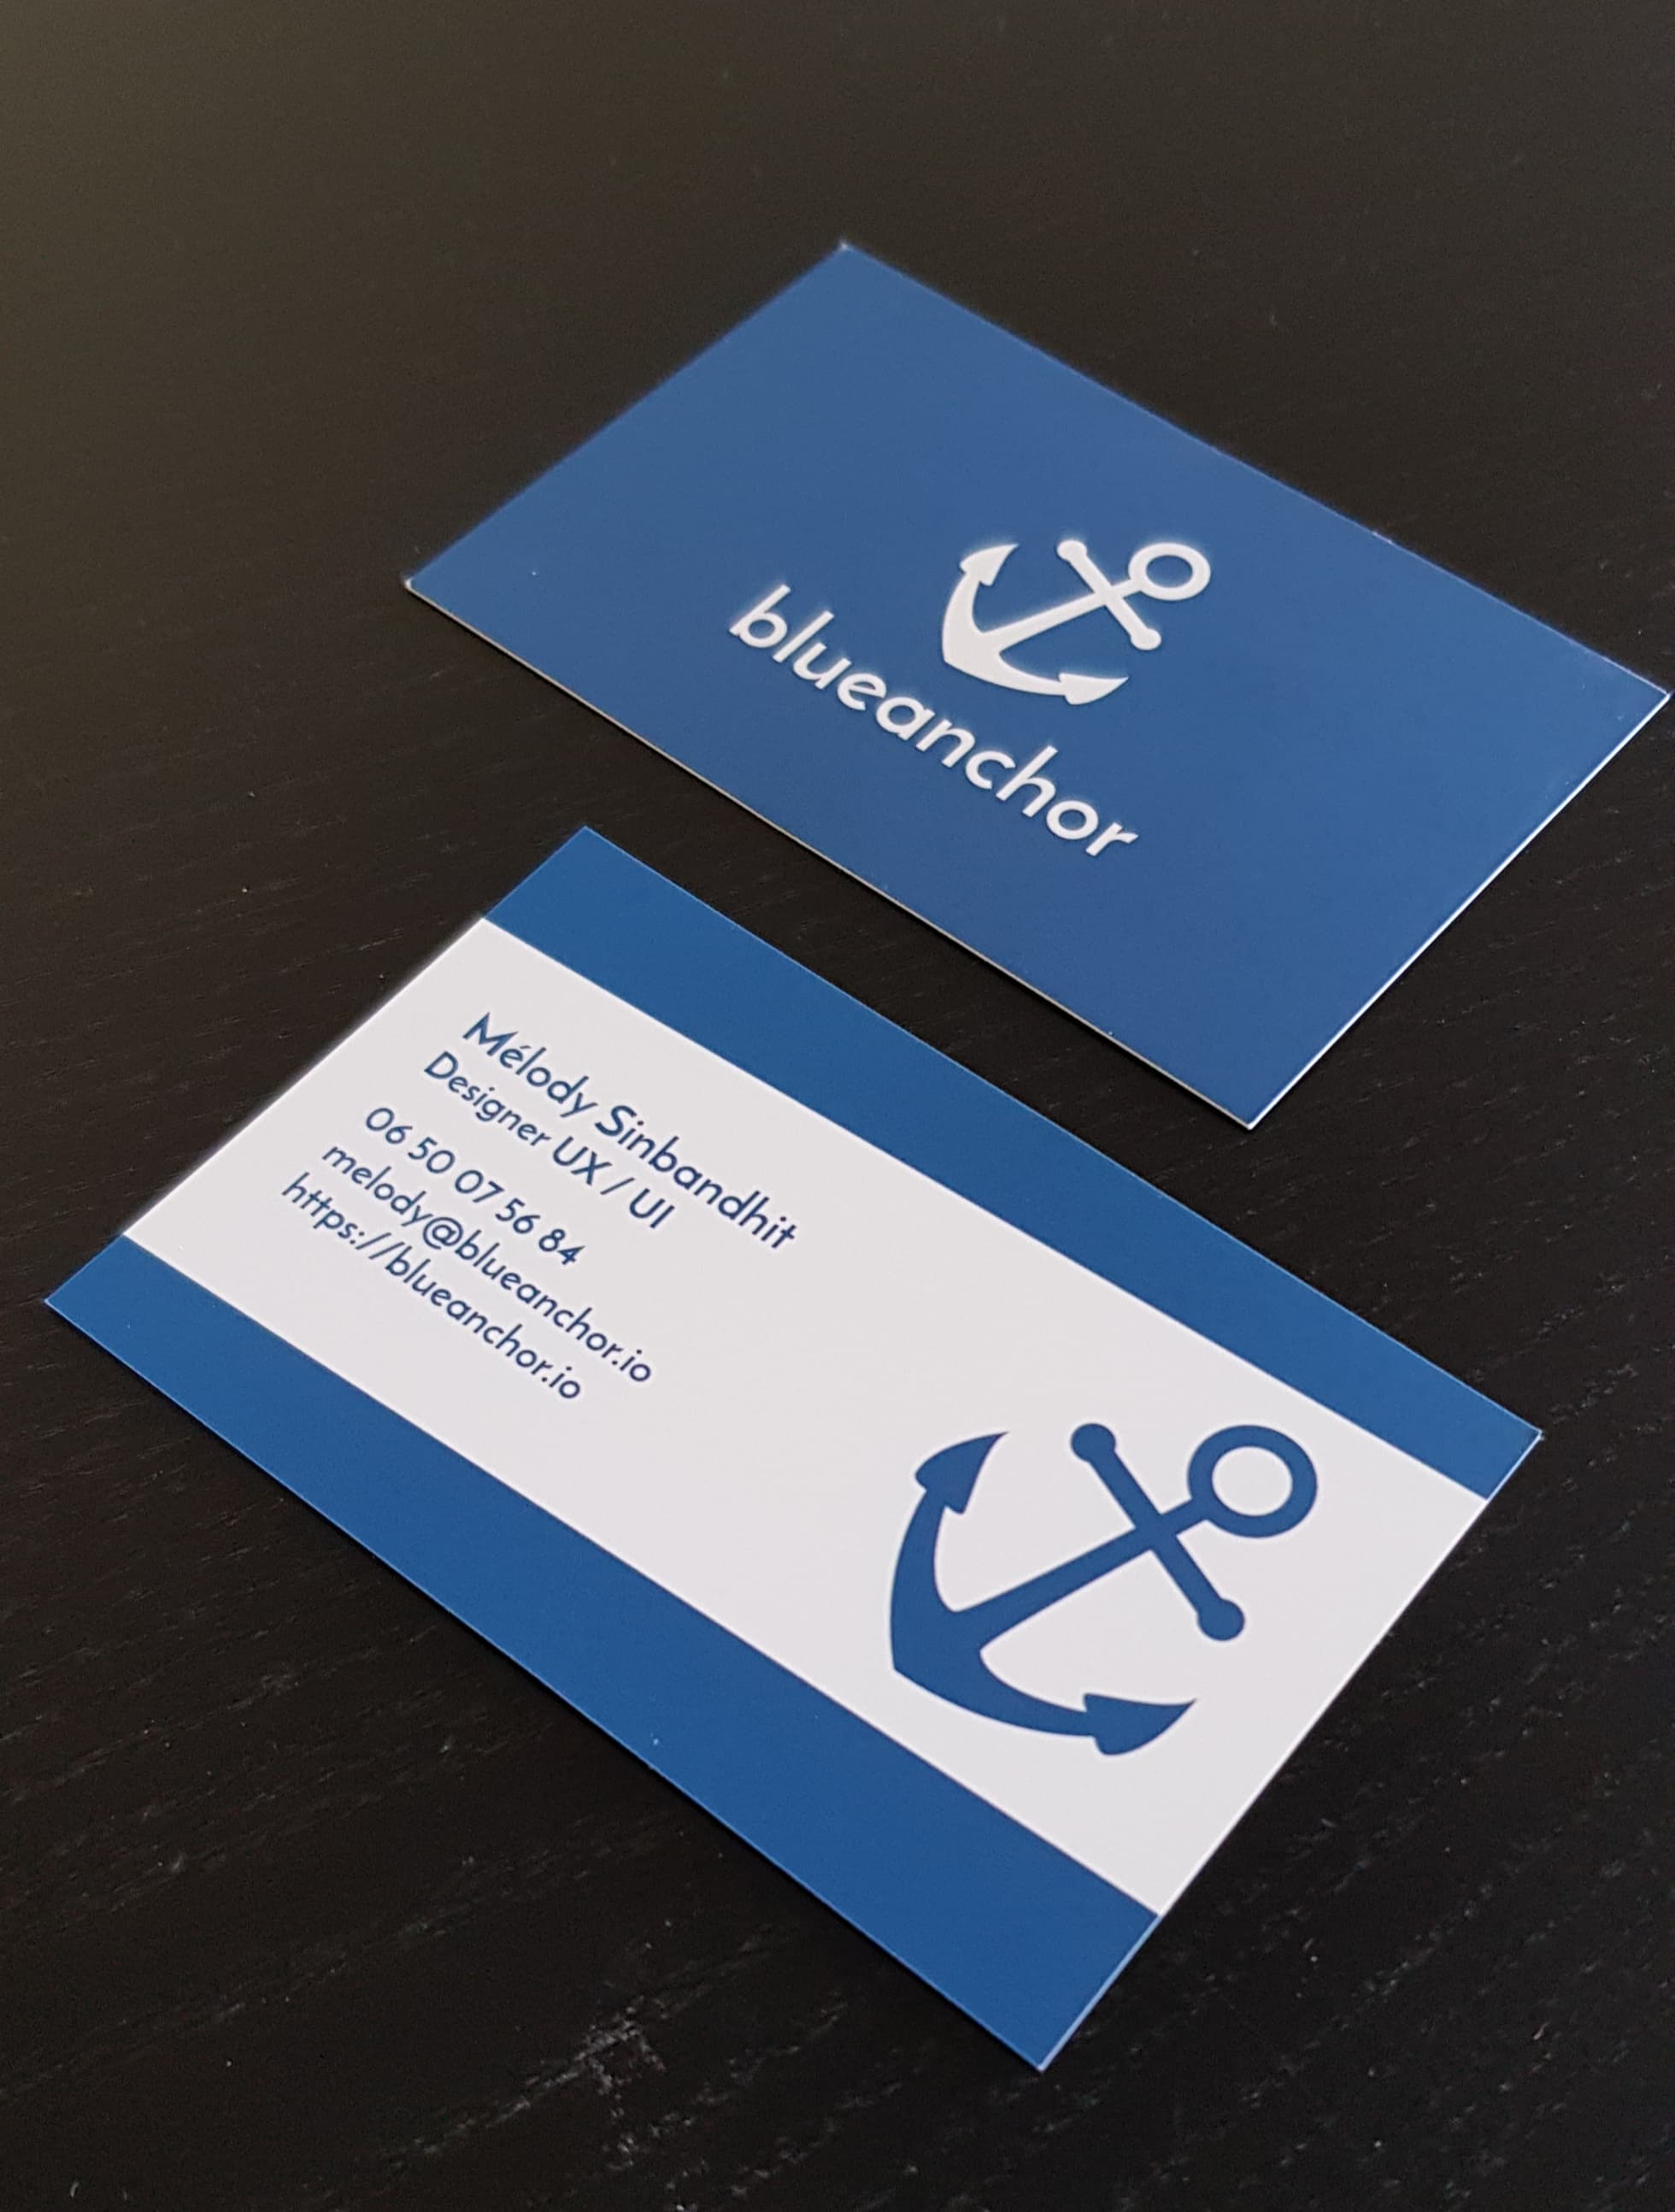 blueanchor
Mélody Sinbandhit
Designer UX / UI
06 50 07 56 84
melody@blueanchor.io
https://blueanchor.io